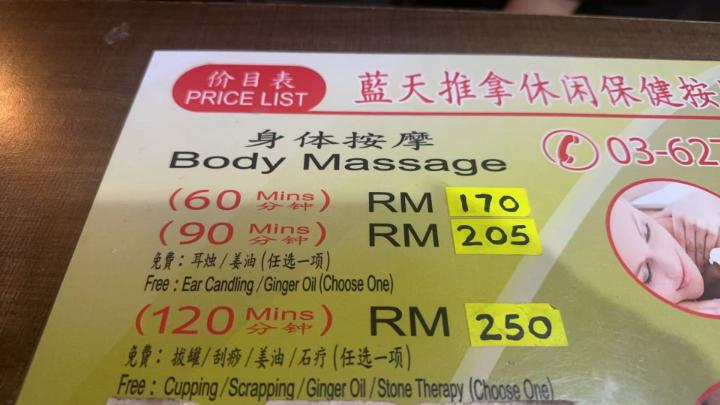 价目表
PRICE LIST
藍天推拿休闲保健按
03-627
身体按摩
Body Massage
(60 Mins 分钟) RM 170
(90 Mins 分钟) RM 205
免費：耳烛/姜油(任选一项)
Free : Ear Candling /Ginger Oil (Choose One)
(120 Mins 分钟) RM 250
免費：拔罐/刮痧/姜油/石疗(任选一项)
Free : Cupping /Scrapping /Ginger Oil /Stone Therapy (Choose One)